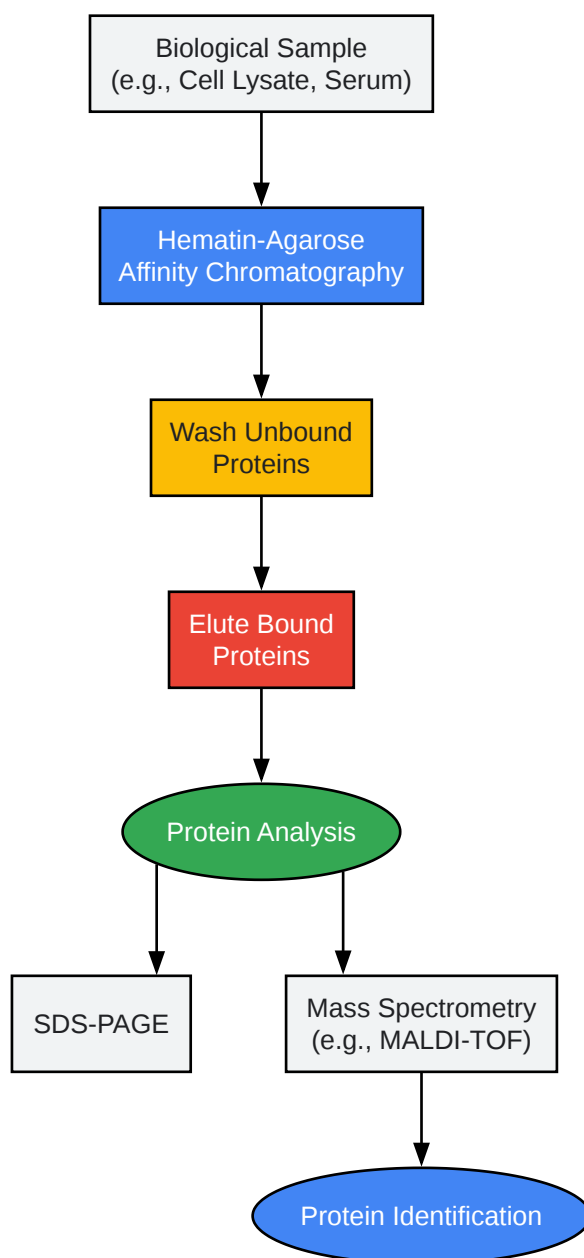 Biological Sample
(e.g., Cell Lysate, Serum)
Hematin-Agarose
Affinity Chromatography
Wash Unbound
Proteins
Elute Bound
Proteins
Protein Analysis
SDS-PAGE
Mass Spectrometry
(e.g., MALDI-TOF)
Protein Identification